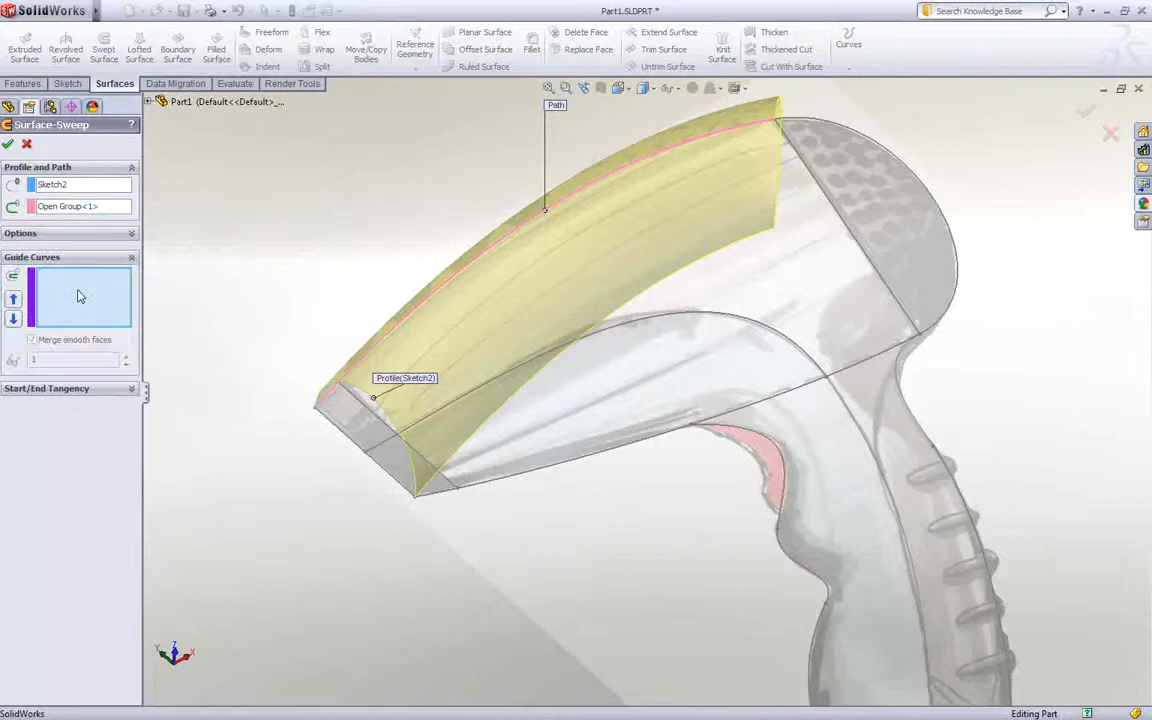 SolidWorks
Part1.SLDPRT *
Search Knowledge Base
Extruded Surface
Revolved Surface
Swept Surface
Lofted Surface
Boundary Surface
Filled Surface
Freeform
Deform
Indent
Flex
Wrap
Split
Move/Copy Bodies
Reference Geometry
Planar Surface
Offset Surface
Ruled Surface
Fillet
Delete Face
Replace Face
Extend Surface
Trim Surface
Untrim Surface
Knit Surface
Thicken
Thickened Cut
Cut With Surface
Curves
Features
Sketch
Surfaces
Data Migration
Evaluate
Render Tools
Part1 (Default<<Default>_...
Surface-Sweep
?
Profile and Path
Sketch2
Open Group<1>
Options
Guide Curves
Merge smooth faces
1
Start/End Tangency
Path
Profile(Sketch2)
Y
Z
X
SolidWorks
Editing Part